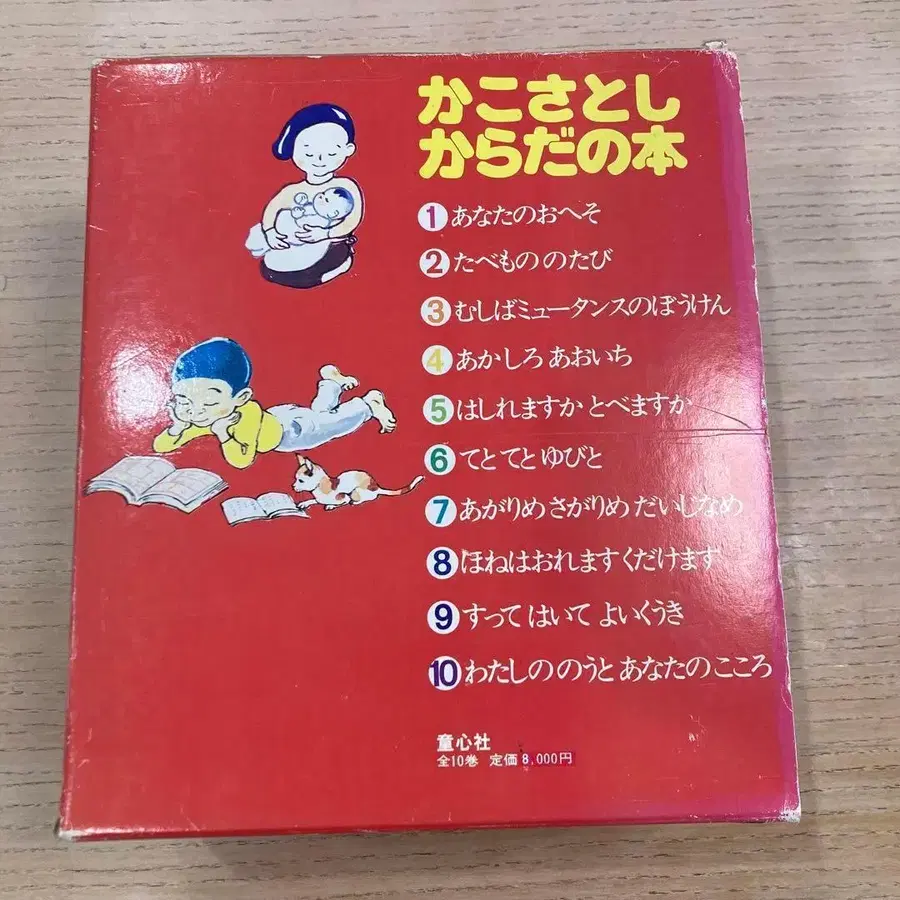 かこさとし
からだの本
1 あなたのおへそ
2 たべもの のたび
3 むしばミュータンスのぼうけん
4 あかしろ あおいち
5 はしれますか とべますか
6 てと てと ゆびと
7 あがりめ さがりめ だいじなめ
8 ほねはおれます くだけます
9 すって はいて よいくうき
10 わたしののうと あなたのこころ
童心社
全10巻 定価 8,000円